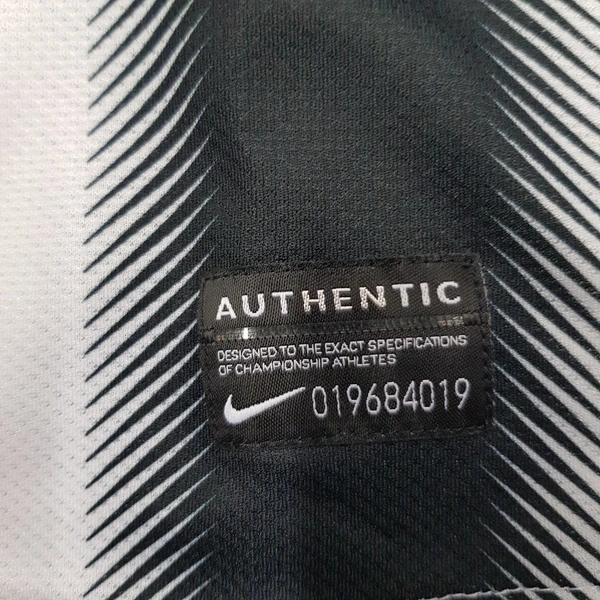 AUTHENTIC
DESIGNED TO THE EXACT SPECIFICATIONS
OF CHAMPIONSHIP ATHLETES
019684019